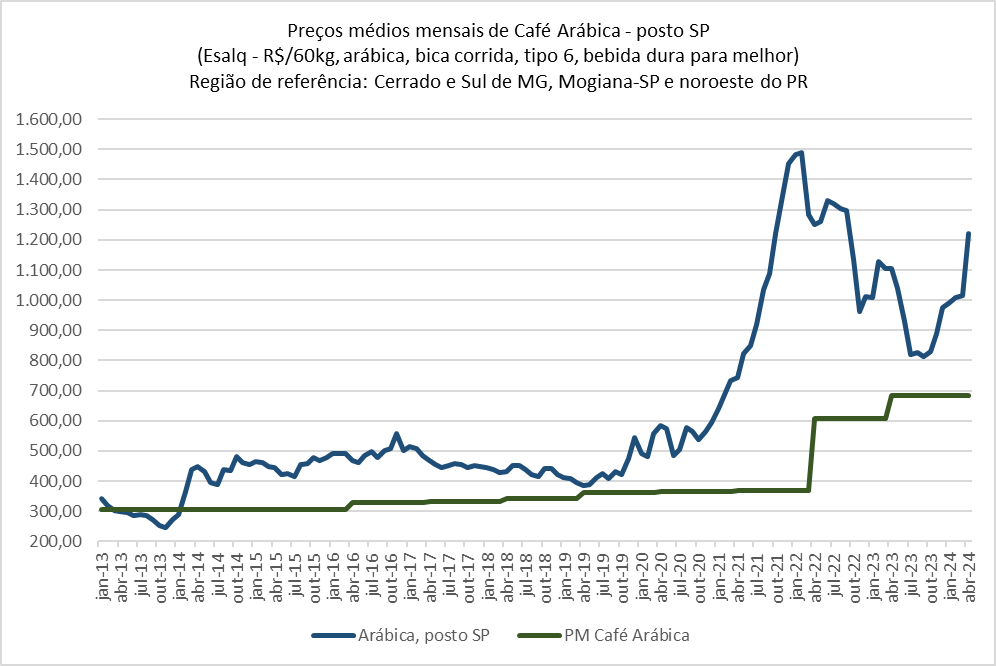 Preços médios mensais de Café Arábica - posto SP
(Esalq - R$/60kg, arábica, bica corrida, tipo 6, bebida dura para melhor)
Região de referência: Cerrado e Sul de MG, Mogiana-SP e noroeste do PR
1.600,00
1.500,00
1.400,00
1.300,00
1.200,00
1.100,00
1.000,00
900,00
800,00
700,00
600,00
500,00
400,00
300,00
200,00
jan-13
abr-13
jul-13
out-13
jan-14
abr-14
jul-14
out-14
jan-15
abr-15
jul-15
out-15
jan-16
abr-16
jul-16
out-16
jan-17
abr-17
jul-17
out-17
jan-18
abr-18
jul-18
out-18
jan-19
abr-19
jul-19
out-19
jan-20
abr-20
jul-20
out-20
jan-21
abr-21
jul-21
out-21
jan-22
abr-22
jul-22
out-22
jan-23
abr-23
jul-23
out-23
jan-24
abr-24
Arábica, posto SP
PM Café Arábica